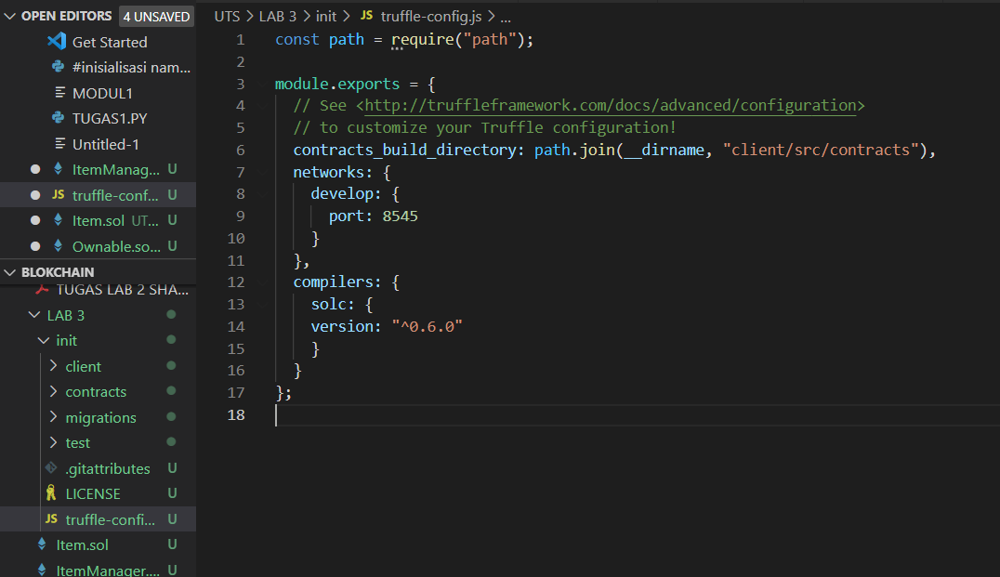 OPEN EDITORS 4 UNSAVED
Get Started
#inisialisasi nam...
MODUL1
TUGAS1.PY
Untitled-1
ItemManag... U
JS truffle-conf... U
Item.sol UT... U
Ownable.so... U
BLOKCHAIN
TUGAS LAB 2 SHA...
LAB 3
init
client
contracts
migrations
test
.gitattributes U
LICENSE U
JS truffle-confi... U
Item.sol U
ItemManager.... U
UTS > LAB 3 > init > JS truffle-config.js > ...
1 const path = require("path");
2
3 module.exports = {
4 // See <http://truffleframework.com/docs/advanced/configuration>
5 // to customize your Truffle configuration!
6 contracts_build_directory: path.join(__dirname, "client/src/contracts"),
7 networks: {
8 develop: {
9 port: 8545
10 }
11 },
12 compilers: {
13 solc: {
14 version: "^0.6.0"
15 }
16 }
17 };
18